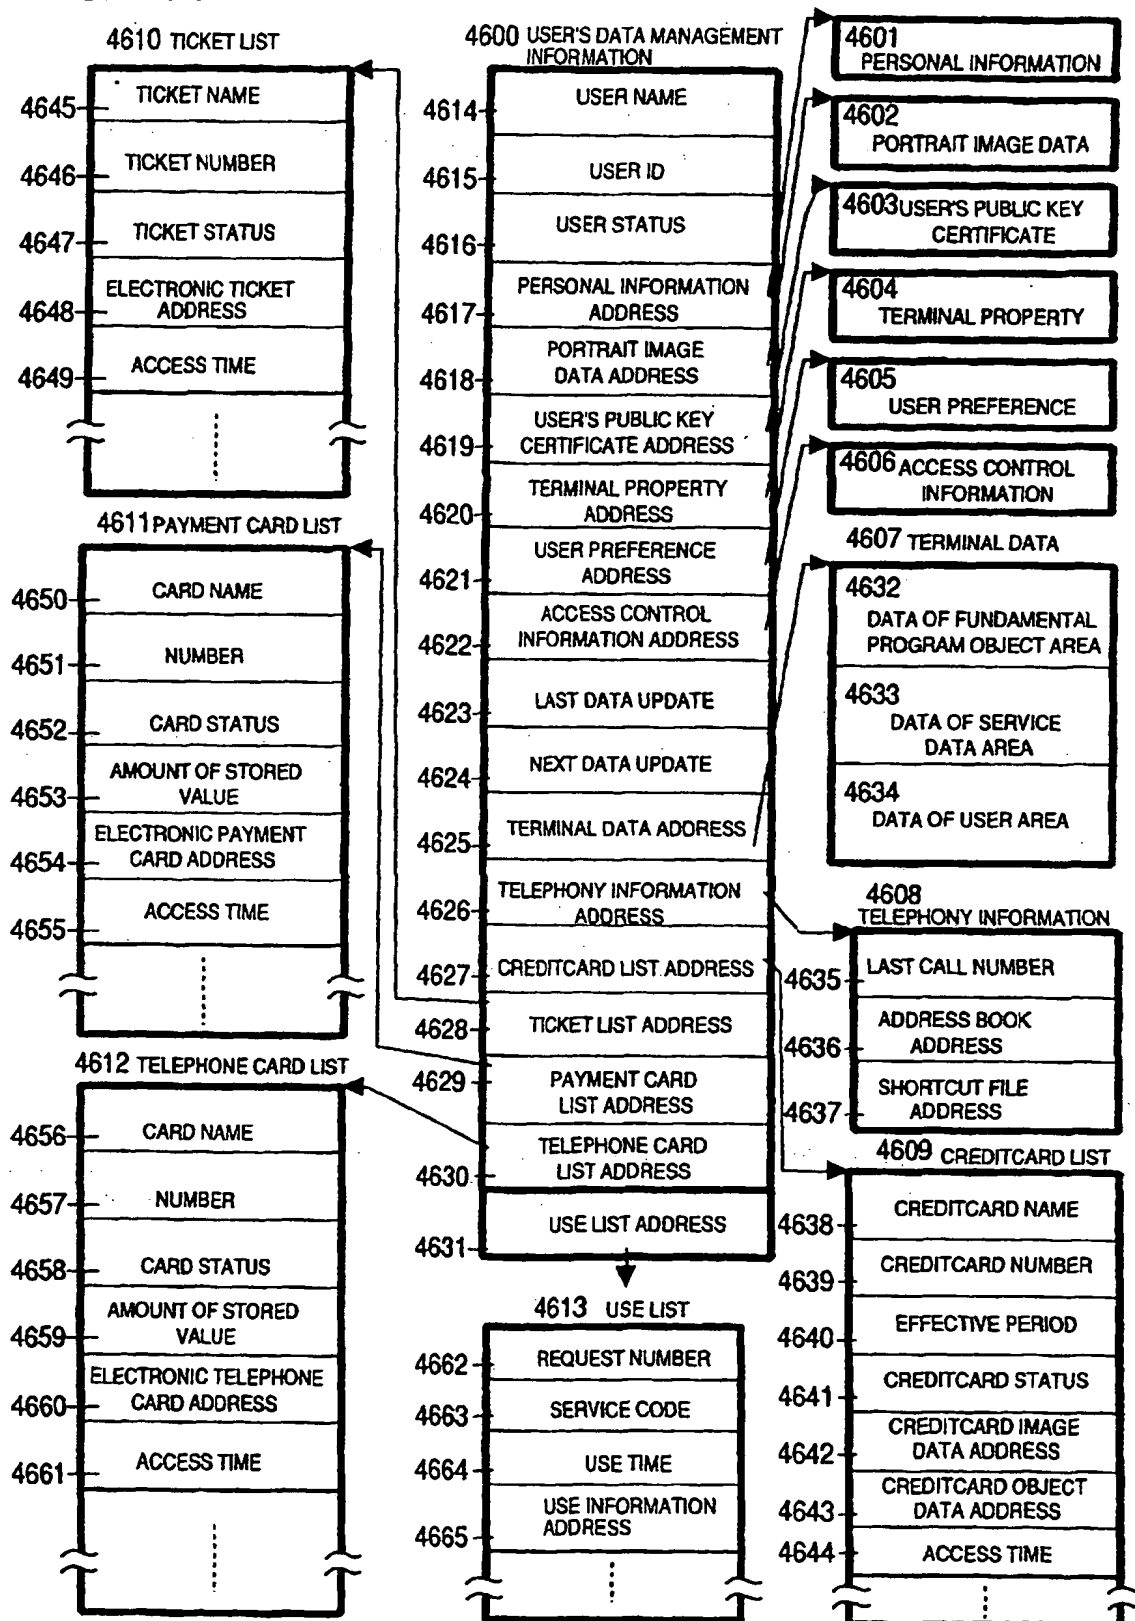 4610 TICKET LIST
4645
TICKET NAME
4646
TICKET NUMBER
4647
TICKET STATUS
4648
ELECTRONIC TICKET
ADDRESS
4649
ACCESS TIME
4611 PAYMENT CARD LIST
4650
CARD NAME
4651
NUMBER
4652
CARD STATUS
4653
AMOUNT OF STORED
VALUE
4654
ELECTRONIC PAYMENT
CARD ADDRESS
4655
ACCESS TIME
4612 TELEPHONE CARD LIST
4656
CARD NAME
4657
NUMBER
4658
CARD STATUS
4659
AMOUNT OF STORED
VALUE
4660
ELECTRONIC TELEPHONE
CARD ADDRESS
4661
ACCESS TIME
4600 USER'S DATA MANAGEMENT
INFORMATION
4614
USER NAME
4615
USER ID
4616
USER STATUS
4617
PERSONAL INFORMATION
ADDRESS
4618
PORTRAIT IMAGE
DATA ADDRESS
4619
USER'S PUBLIC KEY
CERTIFICATE ADDRESS
4620
TERMINAL PROPERTY
ADDRESS
4621
USER PREFERENCE
ADDRESS
4622
ACCESS CONTROL
INFORMATION ADDRESS
4623
LAST DATA UPDATE
4624
NEXT DATA UPDATE
4625
TERMINAL DATA ADDRESS
4626
TELEPHONY INFORMATION
ADDRESS
4627
CREDITCARD LIST ADDRESS
4628
TICKET LIST ADDRESS
4629
PAYMENT CARD
LIST ADDRESS
4630
TELEPHONE CARD
LIST ADDRESS
4631
USE LIST ADDRESS
4613 USE LIST
4662
REQUEST NUMBER
4663
SERVICE CODE
4664
USE TIME
4665
USE INFORMATION
ADDRESS
4601
PERSONAL INFORMATION
4602
PORTRAIT IMAGE DATA
4603 USER'S PUBLIC KEY
CERTIFICATE
4604
TERMINAL PROPERTY
4605
USER PREFERENCE
4606 ACCESS CONTROL
INFORMATION
4607 TERMINAL DATA
4632
DATA OF FUNDAMENTAL
PROGRAM OBJECT AREA
4633
DATA OF SERVICE
DATA AREA
4634
DATA OF USER AREA
4608
TELEPHONY INFORMATION
4635
LAST CALL NUMBER
4636
ADDRESS BOOK
ADDRESS
4637
SHORTCUT FILE
ADDRESS
4609 CREDITCARD LIST
4638
CREDITCARD NAME
4639
CREDITCARD NUMBER
4640
EFFECTIVE PERIOD
4641
CREDITCARD STATUS
4642
CREDITCARD IMAGE
DATA ADDRESS
4643
CREDITCARD OBJECT
DATA ADDRESS
4644
ACCESS TIME